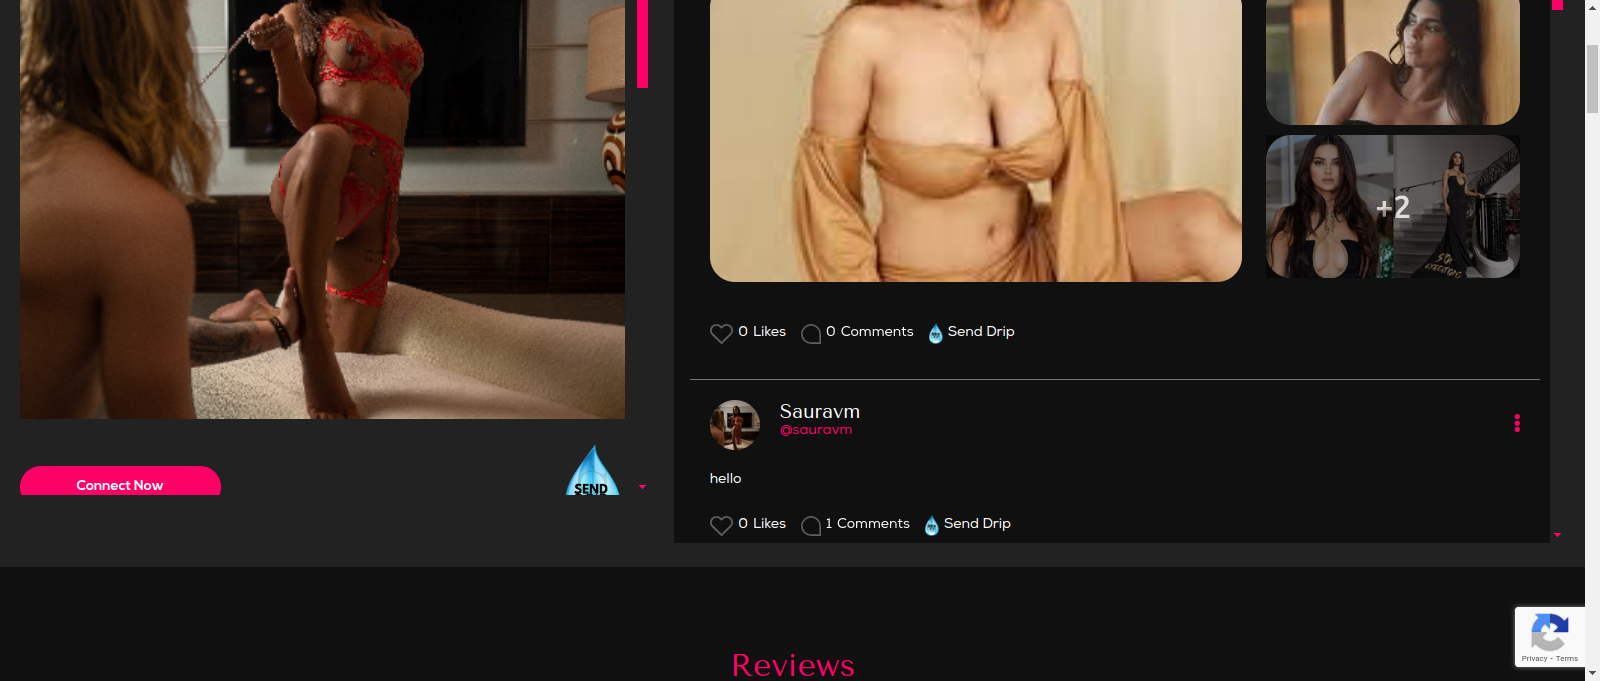 +2
0 Likes 0 Comments Send Drip
Sauravm
@sauravm
hello
0 Likes 1 Comments Send Drip
Connect Now
SEND
Reviews
Privacy - Terms